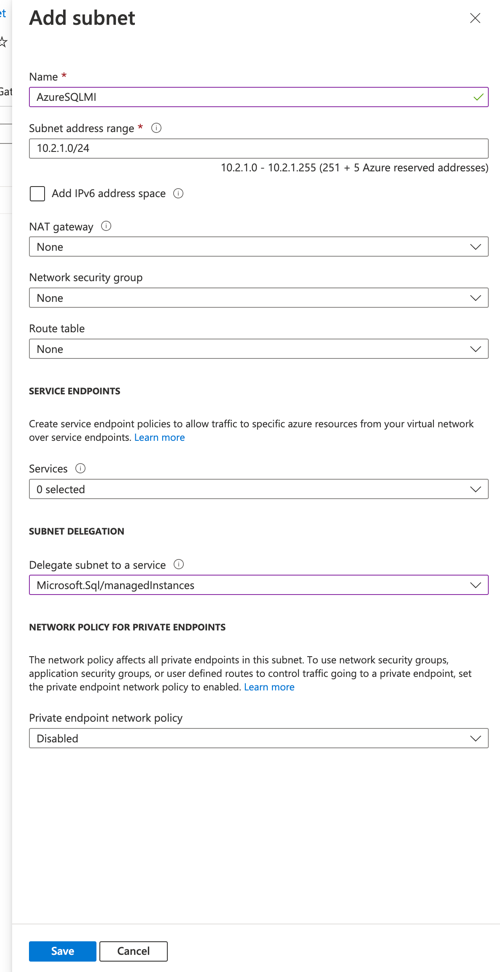 et
Add subnet
Gat
Name *
AzureSQLMI
Subnet address range *
10.2.1.0/24
10.2.1.0 - 10.2.1.255 (251 + 5 Azure reserved addresses)
Add IPv6 address space
NAT gateway
None
Network security group
None
Route table
None
SERVICE ENDPOINTS
Create service endpoint policies to allow traffic to specific azure resources from your virtual network
over service endpoints. Learn more
Services
0 selected
SUBNET DELEGATION
Delegate subnet to a service
Microsoft.Sql/managedInstances
NETWORK POLICY FOR PRIVATE ENDPOINTS
The network policy affects all private endpoints in this subnet. To use network security groups,
application security groups, or user defined routes to control traffic going to a private endpoint, set
the private endpoint network policy to enabled. Learn more
Private endpoint network policy
Disabled
Save
Cancel